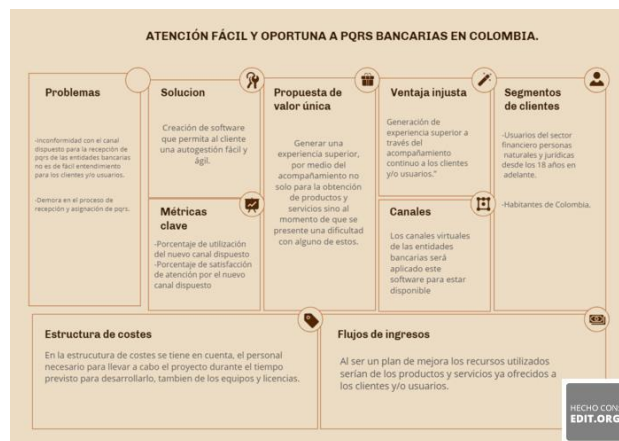 ATENCIÓN FÁCIL Y OPORTUNA A PQRS BANCARIAS EN COLOMBIA.
Problemas
-Inconformidad con el canal
dispuesto para la recepción de
pqrs de las entidades bancarias
no es de fácil entendimiento
para los clientes y/o usuarios.
-Demora en el proceso de
recepción y asignación de pqrs.
Solucion
Creación de software
que permita al cliente
una autogestión fácil y
ágil.
Métricas
clave
-Porcentaje de utilización
del nuevo canal dispuesto
-Porcentaje de satisfacción
de atención por el nuevo
canal dispuesto
Propuesta de
valor única
Generar una
experiencia superior,
por medio del
acompañamiento no
solo para la obtención
de productos y
servicios sino al
momento de que se
presente una dificultad
con alguno de estos.
Ventaja injusta
Generación de
experiencia superior a
través del
acompañamiento
continuo a los clientes
y/o usuarios."
Canales
Los canales virtuales
de las entidades
bancarias será
aplicado este
software para estar
disponible
Segmentos
de clientes
-Usuarios del sector
financiero personas
naturales y jurídicas
desde los 18 años en
adelante.
-Habitantes de Colombia.
Estructura de costes
En la estrucutura de costes se tiene en cuenta, el personal
necesario para llevar a cabo el proyecto durante el tiempo
previsto para desarrollarlo, tambien de los equipos y licencias.
Flujos de ingresos
Al ser un plan de mejora los recursos utilizados
serían de los productos y servicios ya ofrecidos a
los clientes y/o usuarios.
HECHO CON
EDIT.ORG